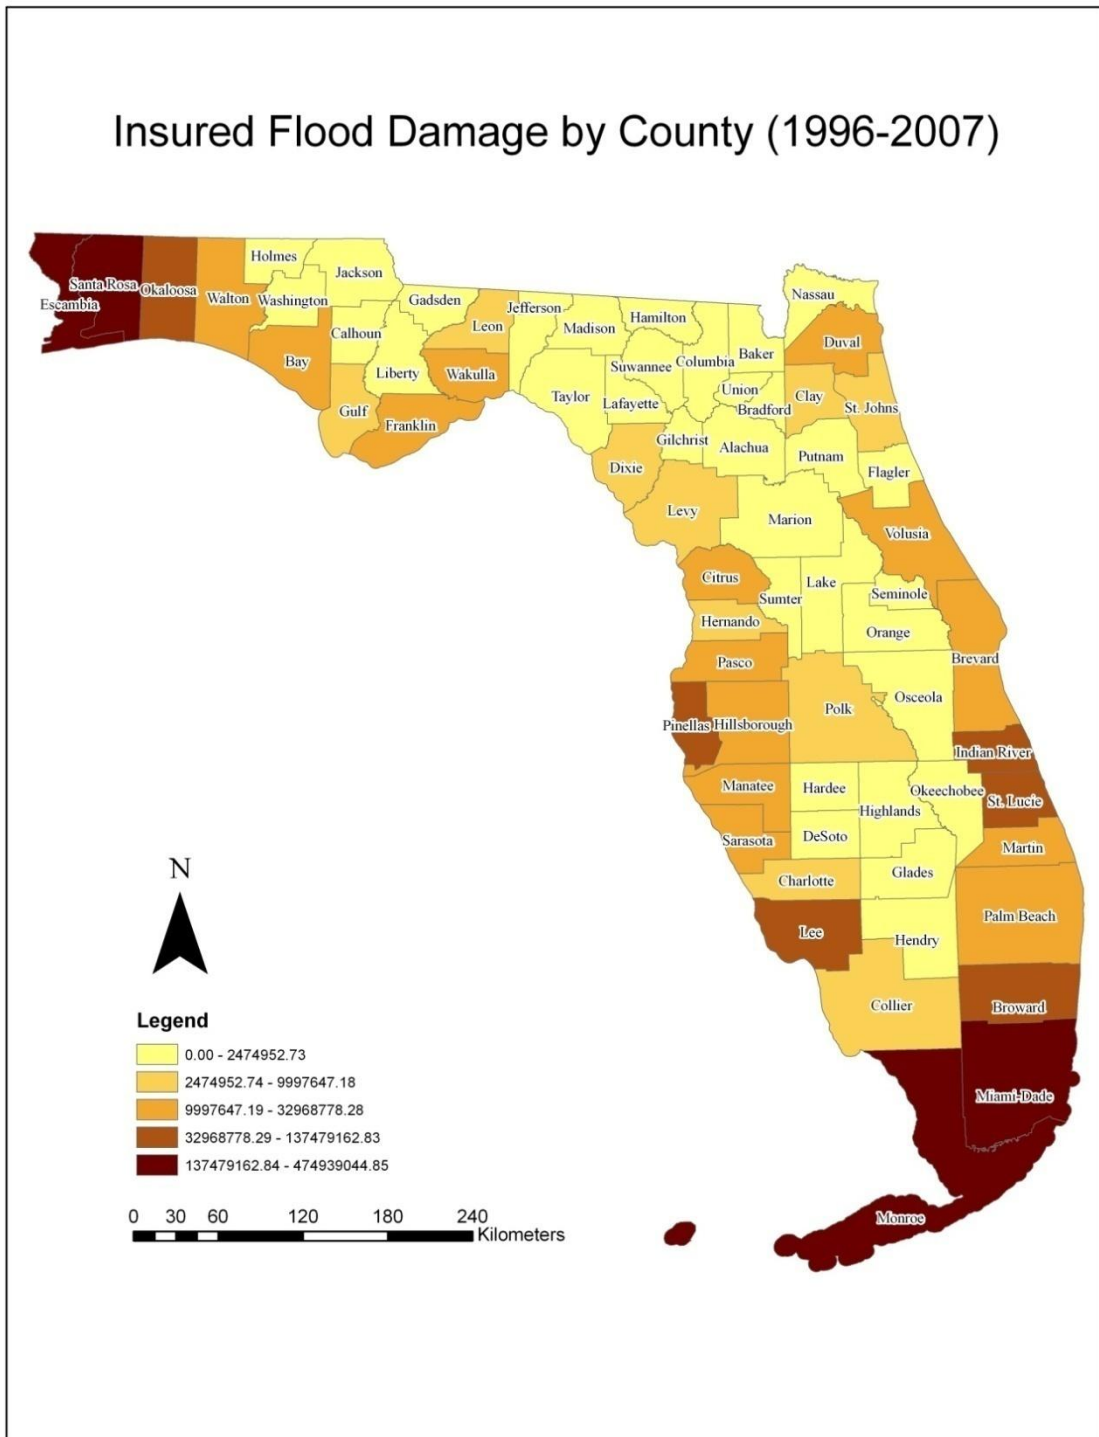 Insured Flood Damage by County (1996-2007)
Holmes
Jackson
Santa Rosa
Okaloosa
Escambia
Walton
Washington
Gadsden
Calhoun
Leon
Jefferson
Madison
Hamilton
Nassau
Duval
Bay
Liberty
Wakulla
Suwannee
Columbia
Baker
Gulf
Franklin
Taylor
Lafayette
Union
Bradford
Clay
St. Johns
Gilchrist
Alachua
Putnam
Dixie
Flagler
Levy
Marion
Volusia
Citrus
Sumter
Lake
Seminole
Hernando
Orange
Pasco
Brevard
Pinellas
Hillsborough
Polk
Osceola
Indian River
Manatee
Hardee
Okeechobee
St. Lucie
Highlands
Sarasota
DeSoto
Martin
Charlotte
Glades
Palm Beach
Lee
Hendry
Collier
Broward
Miami-Dade
Monroe
N
Legend
0.00 - 2474952.73
2474952.74 - 9997647.18
9997647.19 - 32968778.28
32968778.29 - 137479162.83
137479162.84 - 474939044.85
0 30 60 120 180 240
Kilometers